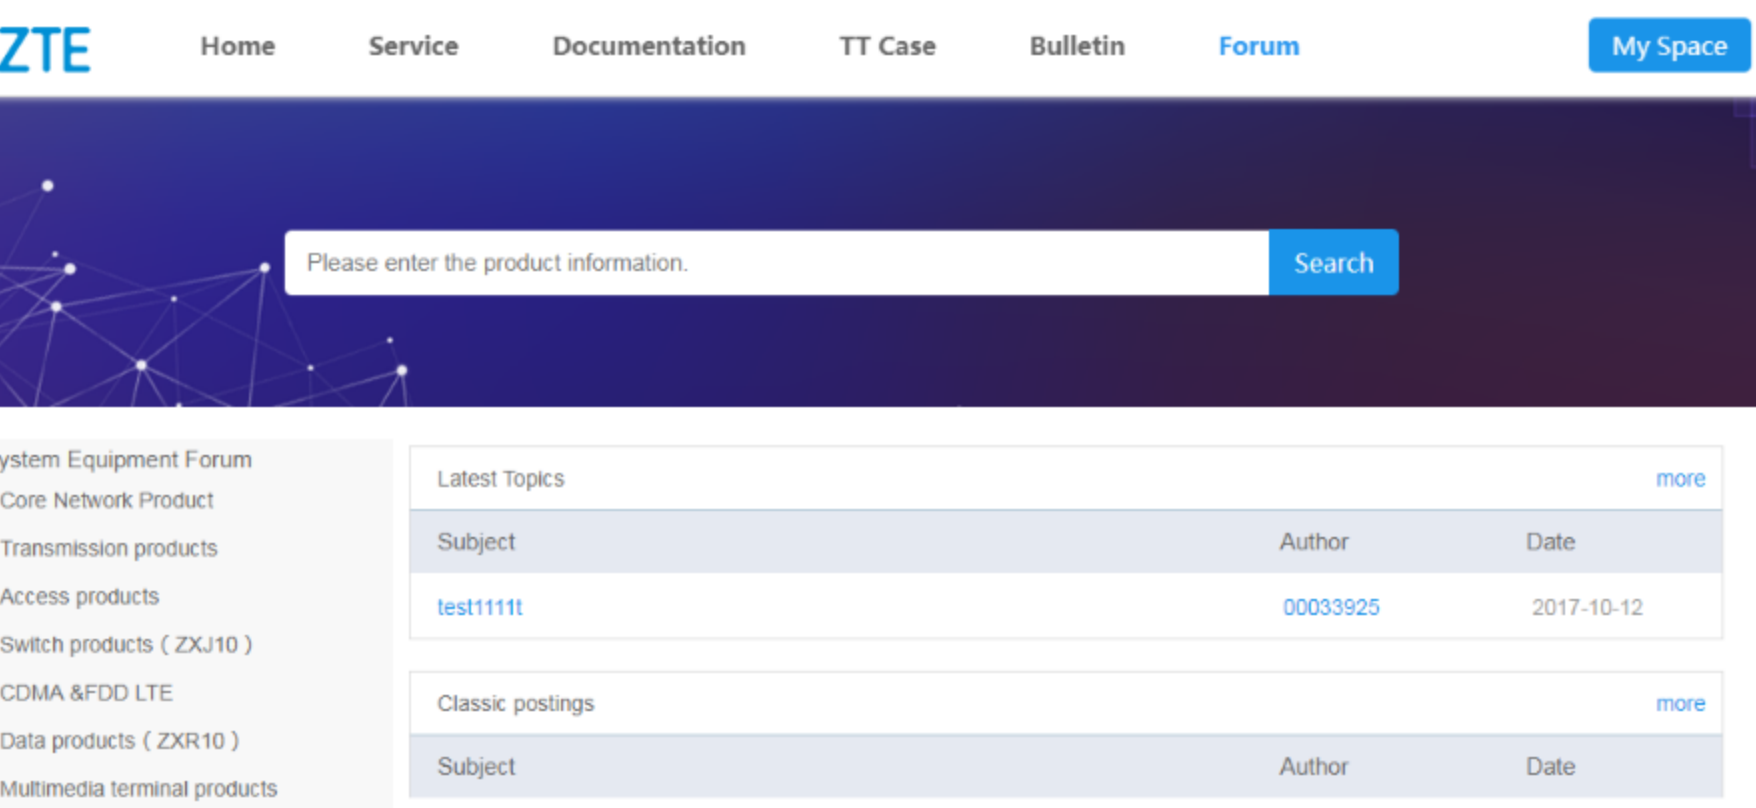 ZTE Home Service Documentation TT Case Bulletin Forum My Space
Please enter the product information. Search
ystem Equipment Forum
Core Network Product
Transmission products
Access products
Switch products ( ZXJ10 )
CDMA &FDD LTE
Data products ( ZXR10 )
Multimedia terminal products
Latest Topics more
Subject Author Date
test1111t 00033925 2017-10-12
Classic postings more
Subject Author Date